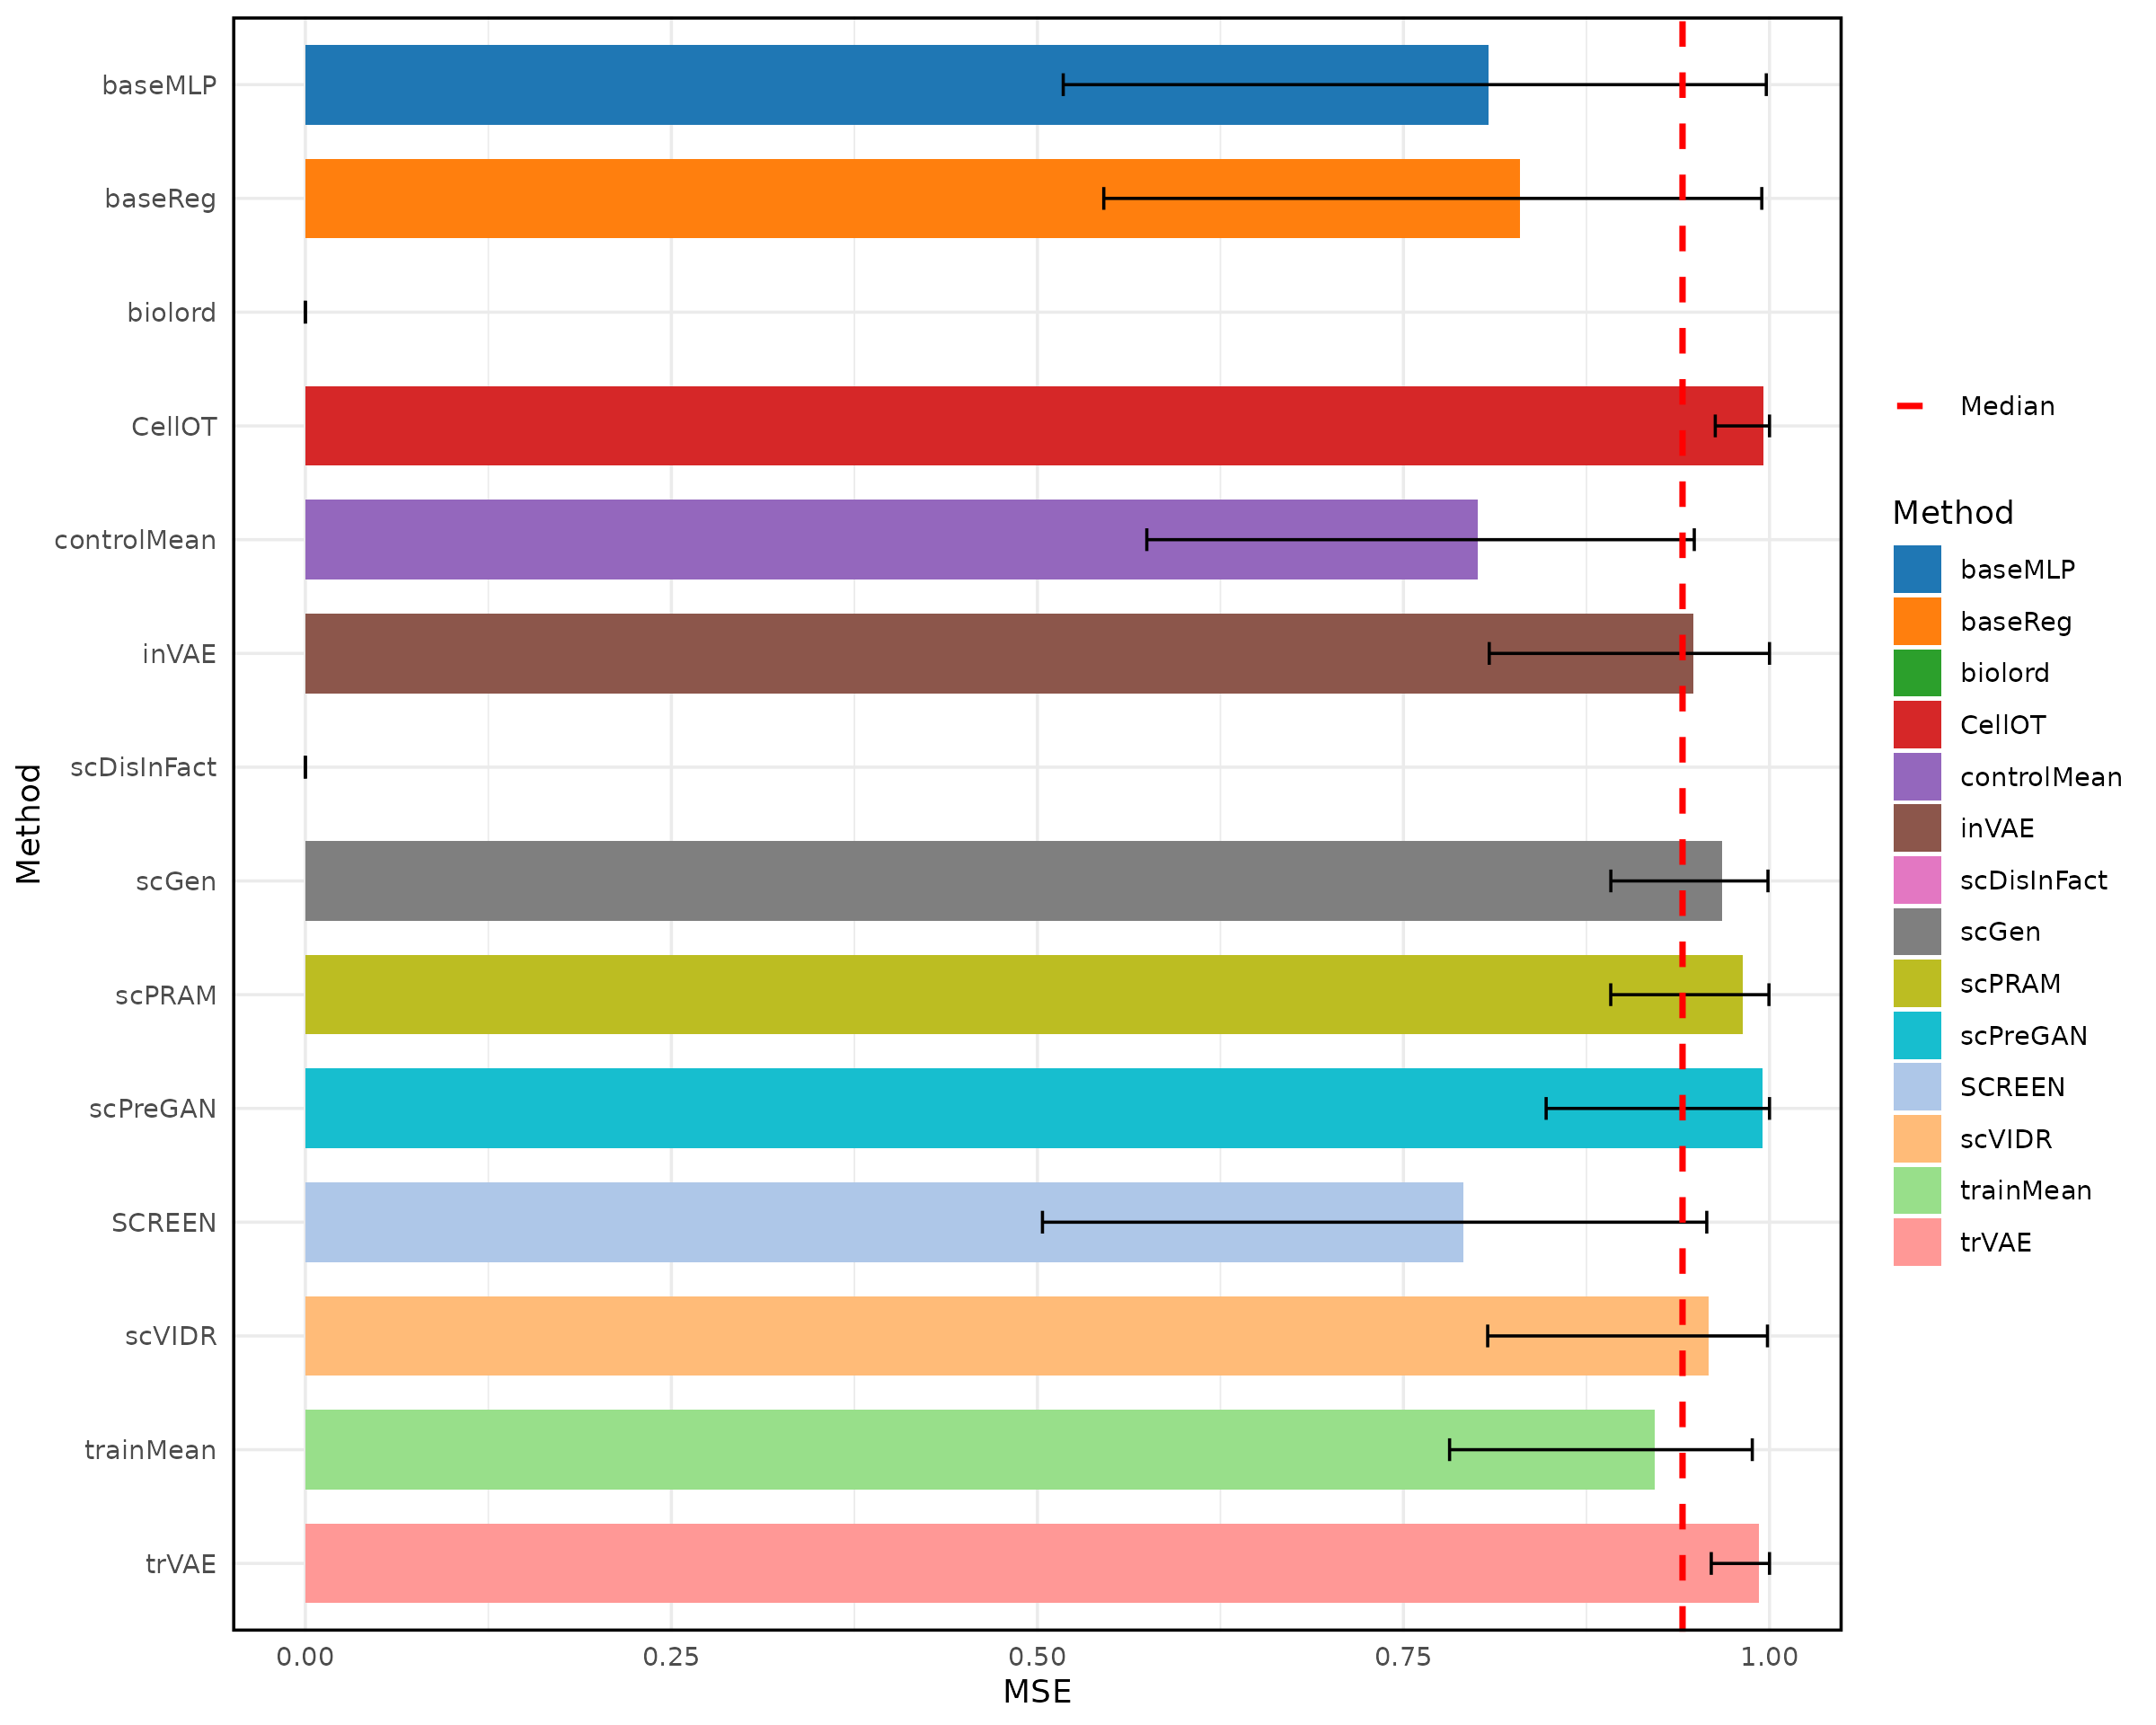 Method
baseMLP
baseReg
biolord
CellOT
controlMean
inVAE
scDisInFact
scGen
scPRAM
scPreGAN
SCREEN
scVIDR
trainMean
trVAE
0.00 0.25 0.50 0.75 1.00
MSE
Median
Method
baseMLP
baseReg
biolord
CellOT
controlMean
inVAE
scDisInFact
scGen
scPRAM
scPreGAN
SCREEN
scVIDR
trainMean
trVAE